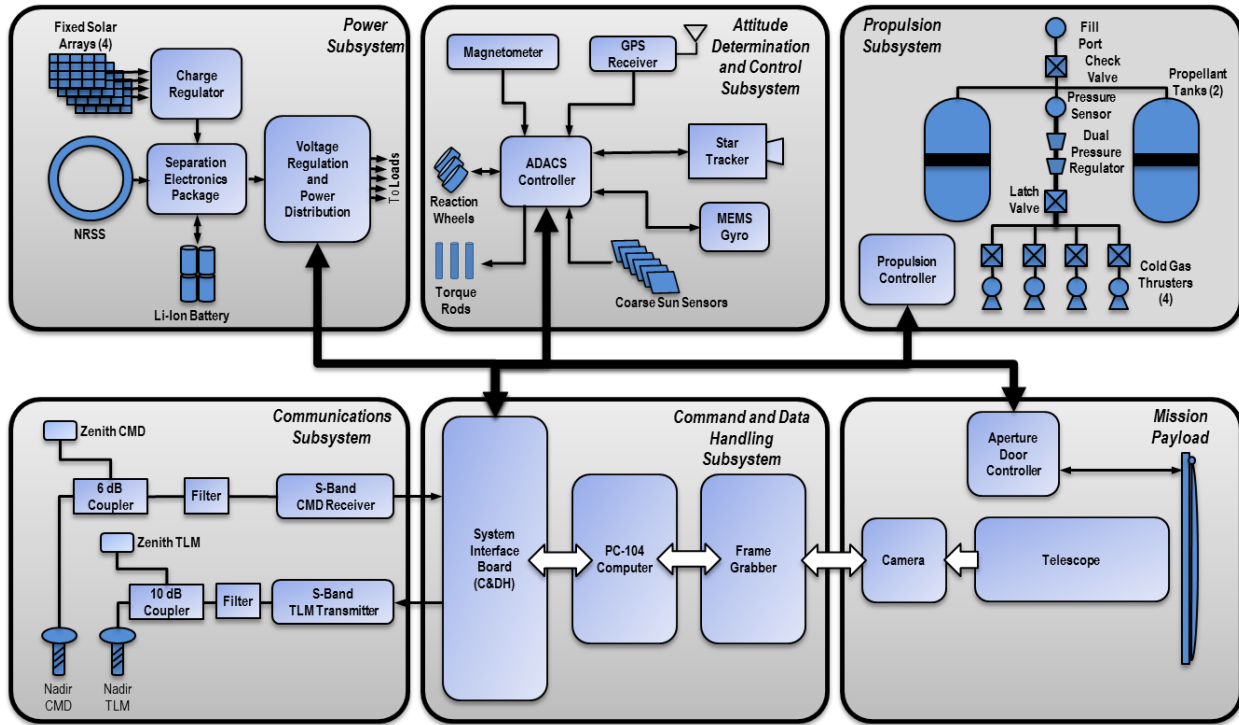 Fixed Solar
Arrays (4)
Power
Subsystem
Charge
Regulator
Separation
Electronics
Package
Voltage
Regulation
and
Power
Distribution
To Loads
NRSS
Li-Ion Battery
Attitude
Determination
and Control
Subsystem
Magnetometer
GPS
Receiver
ADACS
Controller
Star
Tracker
Reaction
Wheels
MEMS
Gyro
Torque
Rods
Coarse Sun Sensors
Propulsion
Subsystem
Fill
Port
Check
Valve
Propellant
Tanks (2)
Pressure
Sensor
Dual
Pressure
Regulator
Latch
Valve
Propulsion
Controller
Cold Gas
Thrusters
(4)
Communications
Subsystem
Zenith CMD
6 dB
Coupler
Filter
S-Band
CMD Receiver
Zenith TLM
10 dB
Coupler
Filter
S-Band
TLM Transmitter
Nadir
CMD
Nadir
TLM
Command and Data
Handling
Subsystem
System
Interface
Board
(C&DH)
PC-104
Computer
Frame
Grabber
Mission
Payload
Aperture
Door
Controller
Camera
Telescope